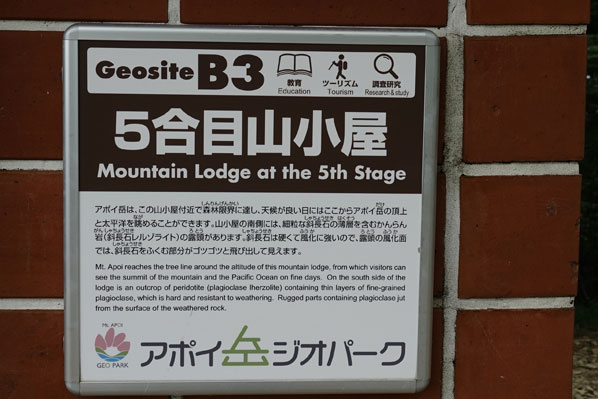 Geosite B3
教育
Education
ツーリズム
Tourism
調査研究
Research & study
5合目山小屋
Mountain Lodge at the 5th Stage
アポイ岳は、この山小屋付近で森林限界に達し、天候が良い日にはここからアポイ岳の頂上
と太平洋を眺めることができます。山小屋の南側には、細粒な斜長石の薄層を含むかんらん
岩(斜長石レルゾライト)の露頭があります。斜長石は硬くて風化に強いので、露頭の風化面
では、斜長石をふくむ部分がゴツゴツと飛び出して見えます。
Mt. Apoi reaches the tree line around the altitude of this mountain lodge, from which visitors can
see the summit of the mountain and the Pacific Ocean on fine days. On the south side of the
lodge is an outcrop of peridotite (plagioclase lherzolite) containing thin layers of fine-grained
plagioclase, which is hard and resistant to weathering. Rugged parts containing plagioclase jut
from the surface of the weathered rock.
Mt. APOI
GEO PARK
アポイ岳ジオパーク